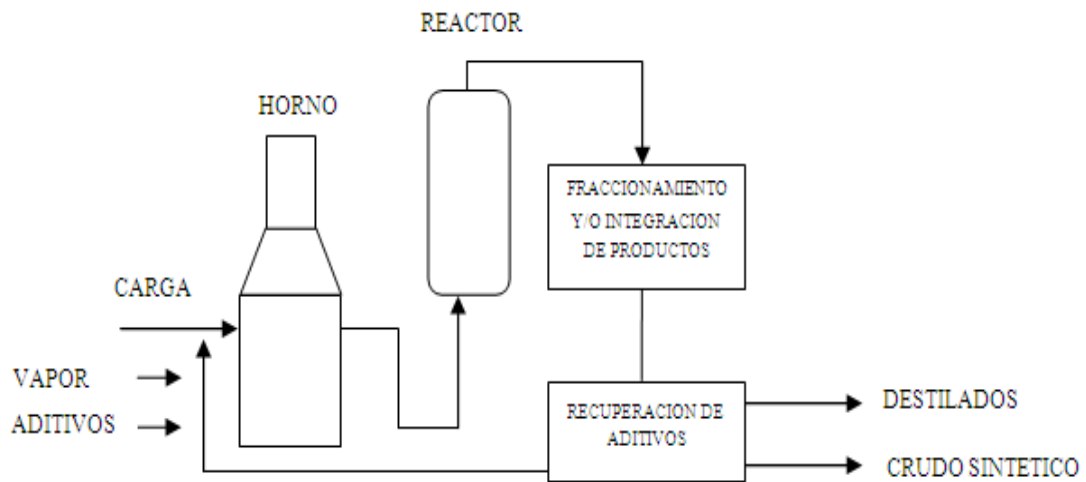 REACTOR
HORNO
FRACCIONAMIENTO
Y/O INTEGRACION
DE PRODUCTOS
CARGA
VAPOR
ADITIVOS
RECUPERACION DE
ADITIVOS
DESTILADOS
CRUDO SINTETICO